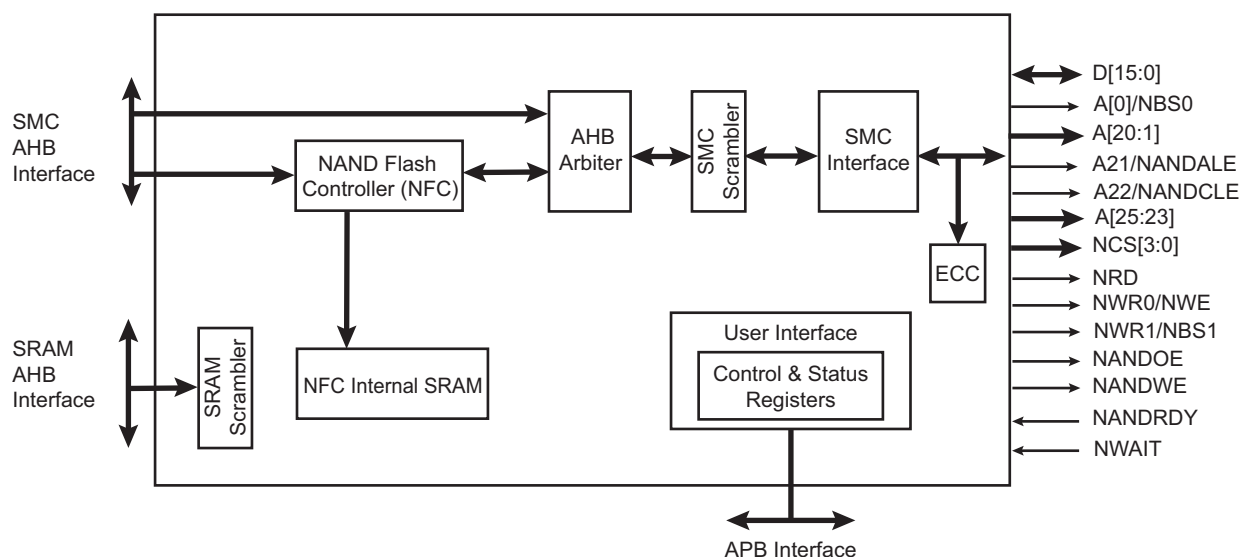 SMC
AHB
Interface
NAND Flash
Controller (NFC)
AHB
Arbiter
SMC
Scrambler
SMC
Interface
ECC
SRAM
AHB
Interface
SRAM
Scrambler
NFC Internal SRAM
User Interface
Control & Status
Registers
APB Interface
D[15:0]
A[0]/NBS0
A[20:1]
A21/NANDALE
A22/NANDCLE
A[25:23]
NCS[3:0]
NRD
NWR0/NWE
NWR1/NBS1
NANDOE
NANDWE
NANDRDY
NWAIT